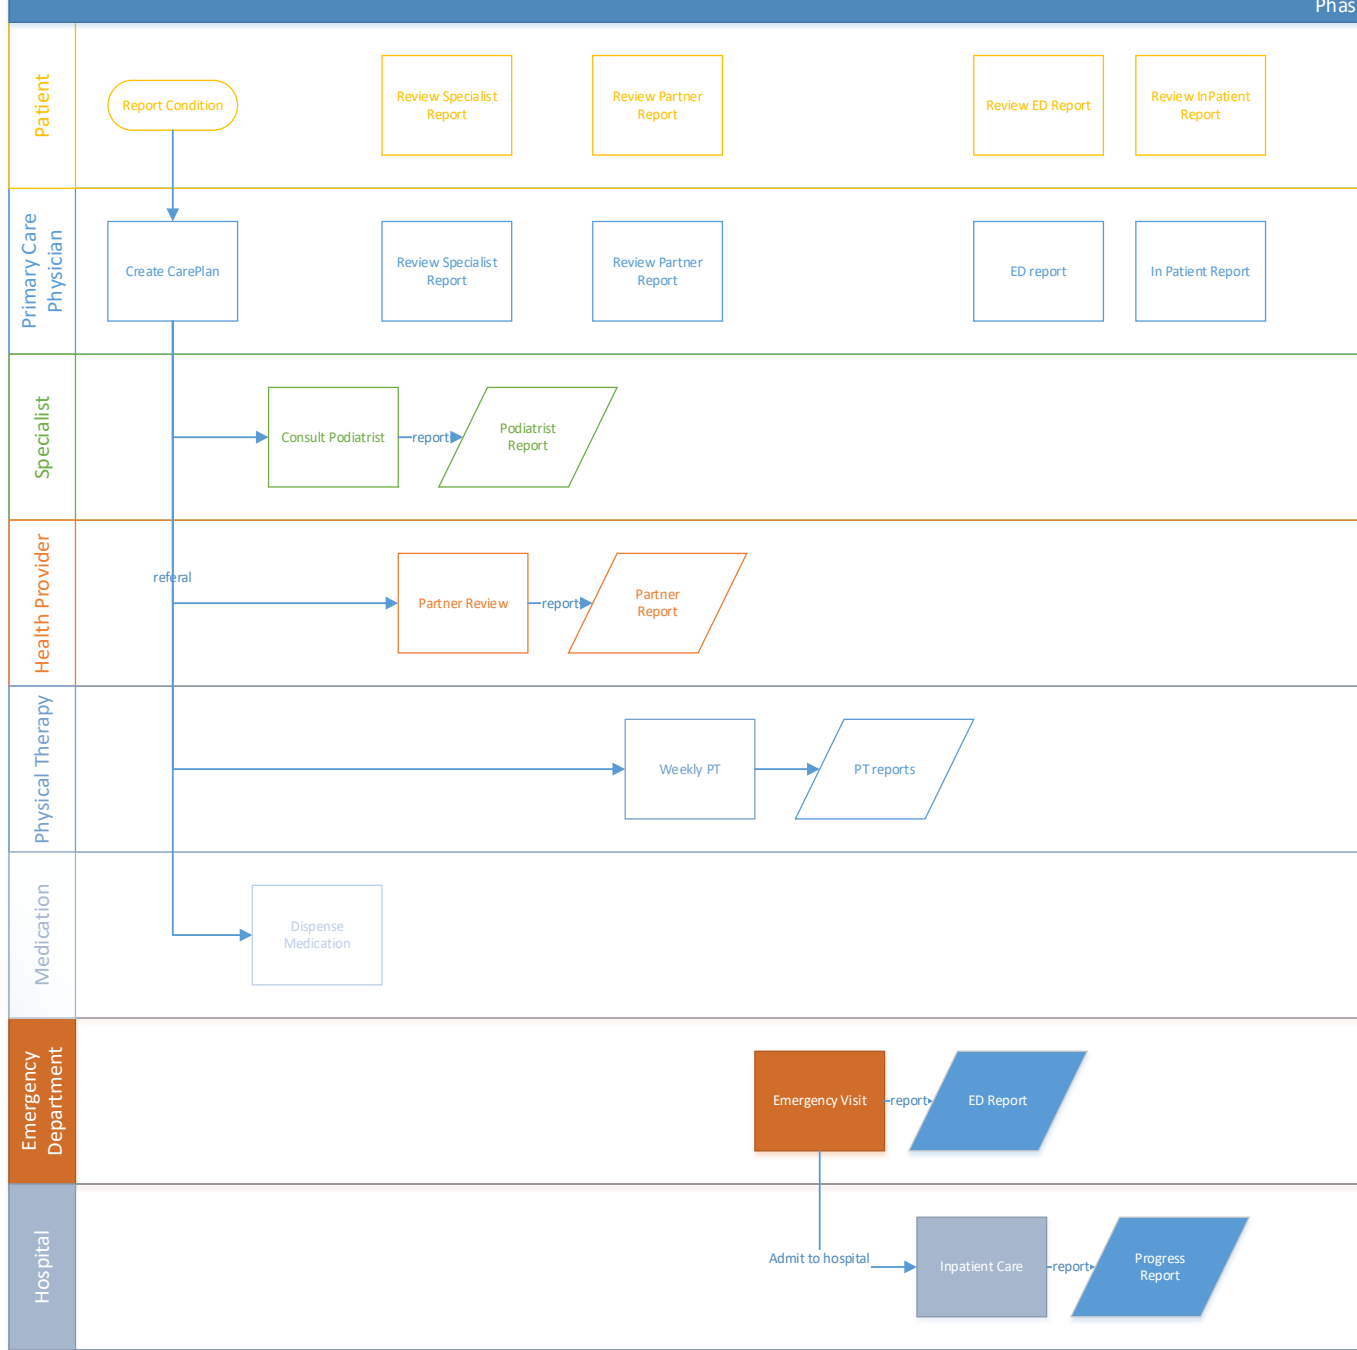 Phas
Patient
Report Condition
Review Specialist
Report
Review Partner
Report
Review ED Report
Review InPatient
Report
Primary Care
Physician
Create CarePlan
Review Specialist
Report
Review Partner
Report
ED report
In Patient Report
Specialist
Consult Podiatrist
report
Podiatrist
Report
Health Provider
referal
Partner Review
report
Partner
Report
Physical Therapy
Weekly PT
PT reports
Medication
Dispense
Medication
Emergency
Department
Emergency Visit
report
ED Report
Hospital
Admit to hospital
Inpatient Care
report
Progress
Report